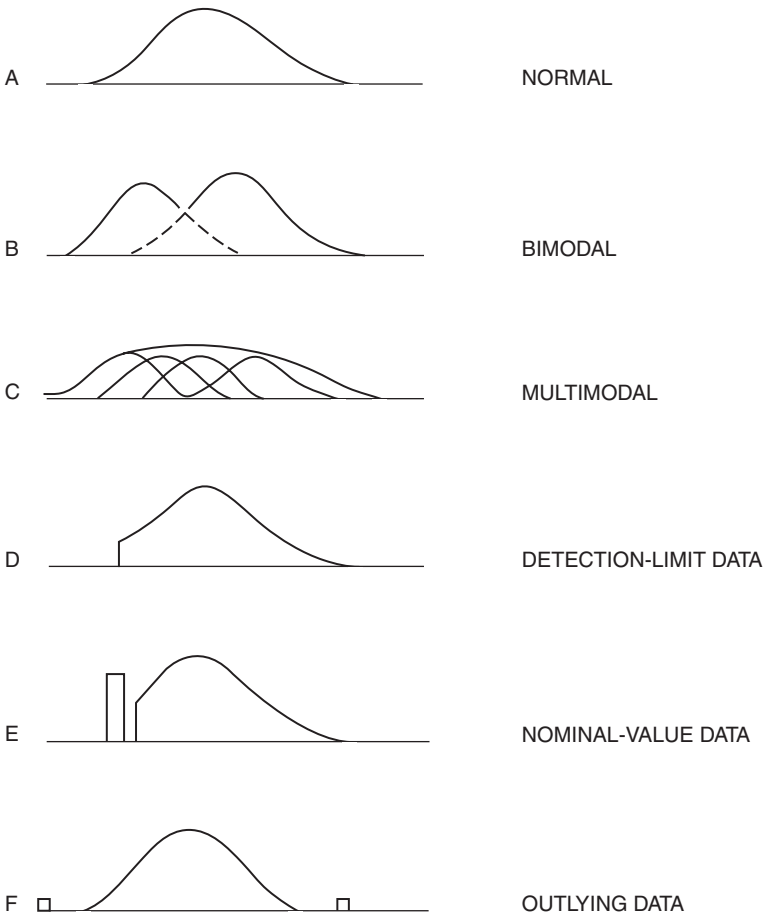 A NORMAL
B BIMODAL
C MULTIMODAL
D DETECTION-LIMIT DATA
E NOMINAL-VALUE DATA
F OUTLYING DATA